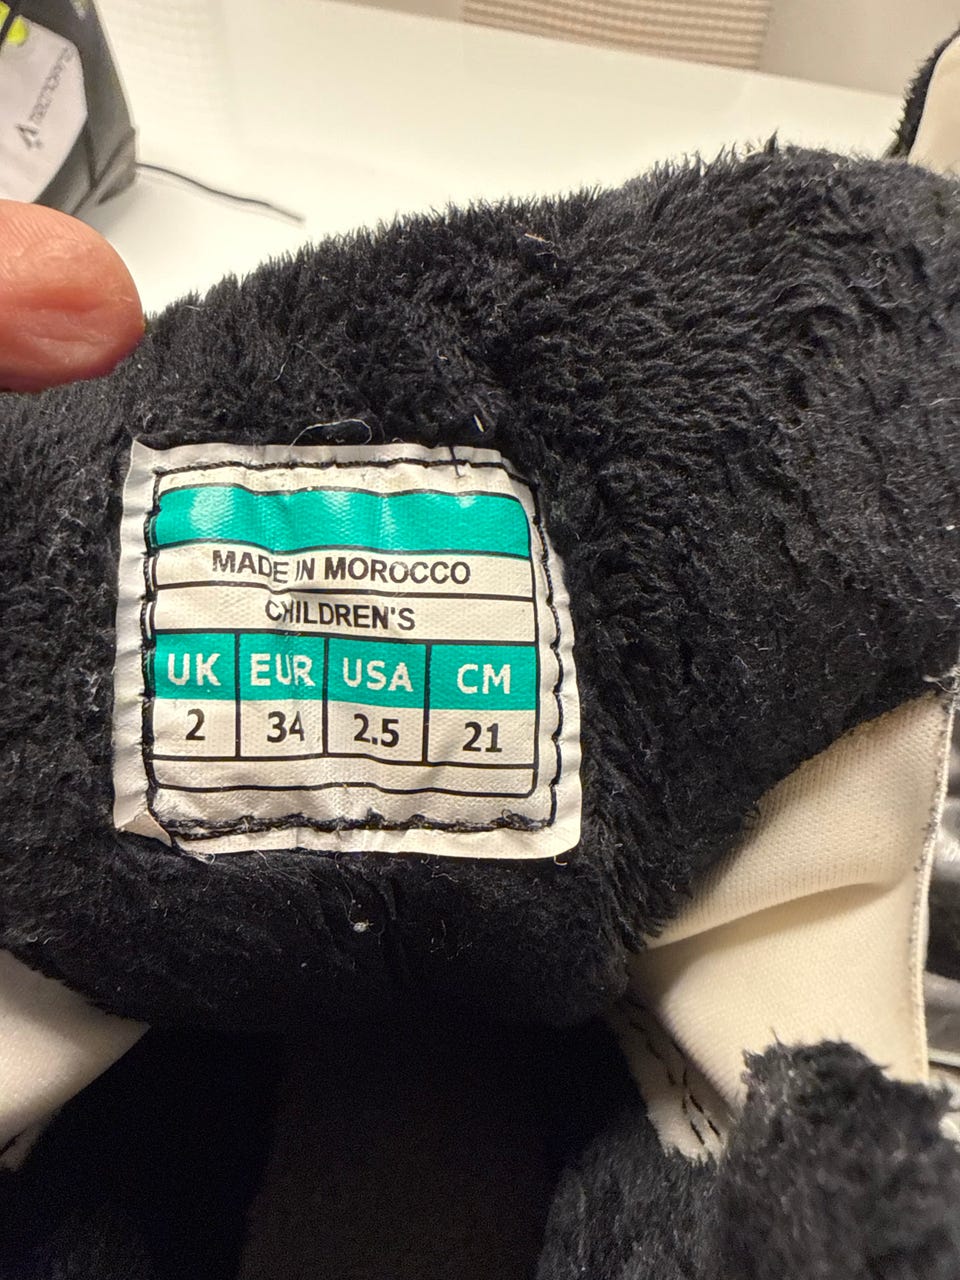 MADE IN MOROCCO
CHILDREN'S
UK EUR USA CM
2 34 2.5 21